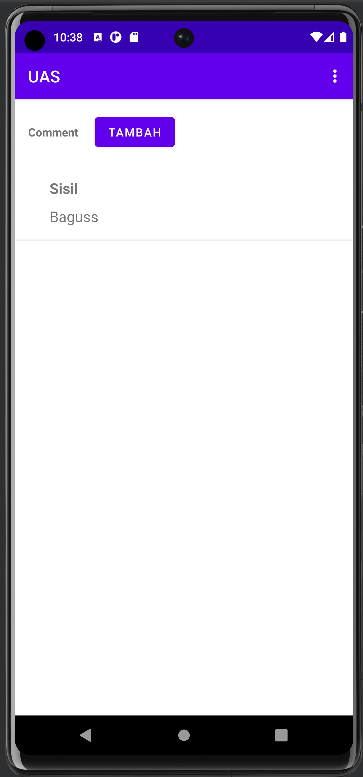 10:38
UAS
Comment
TAMBAH
Sisil
Baguss